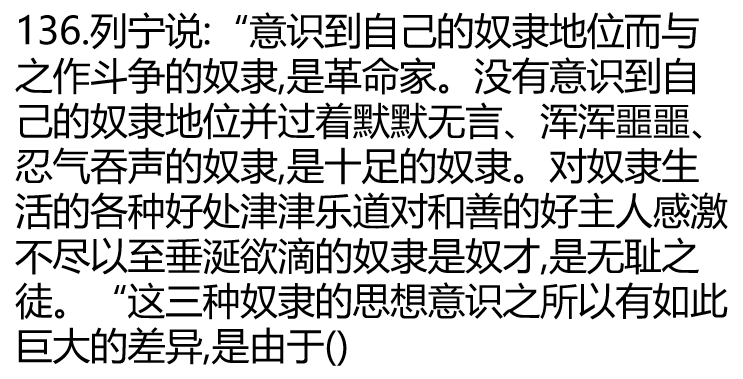 136.列宁说:“意识到自己的奴隶地位而与
之作斗争的奴隶,是革命家。没有意识到自
己的奴隶地位并过着默默无言、浑浑噩噩、
忍气吞声的奴隶,是十足的奴隶。对奴隶生
活的各种好处津津乐道对和善的好主人感激
不尽以至垂涎欲滴的奴隶是奴才,是无耻之
徒。“这三种奴隶的思想意识之所以有如此
巨大的差异,是由于()